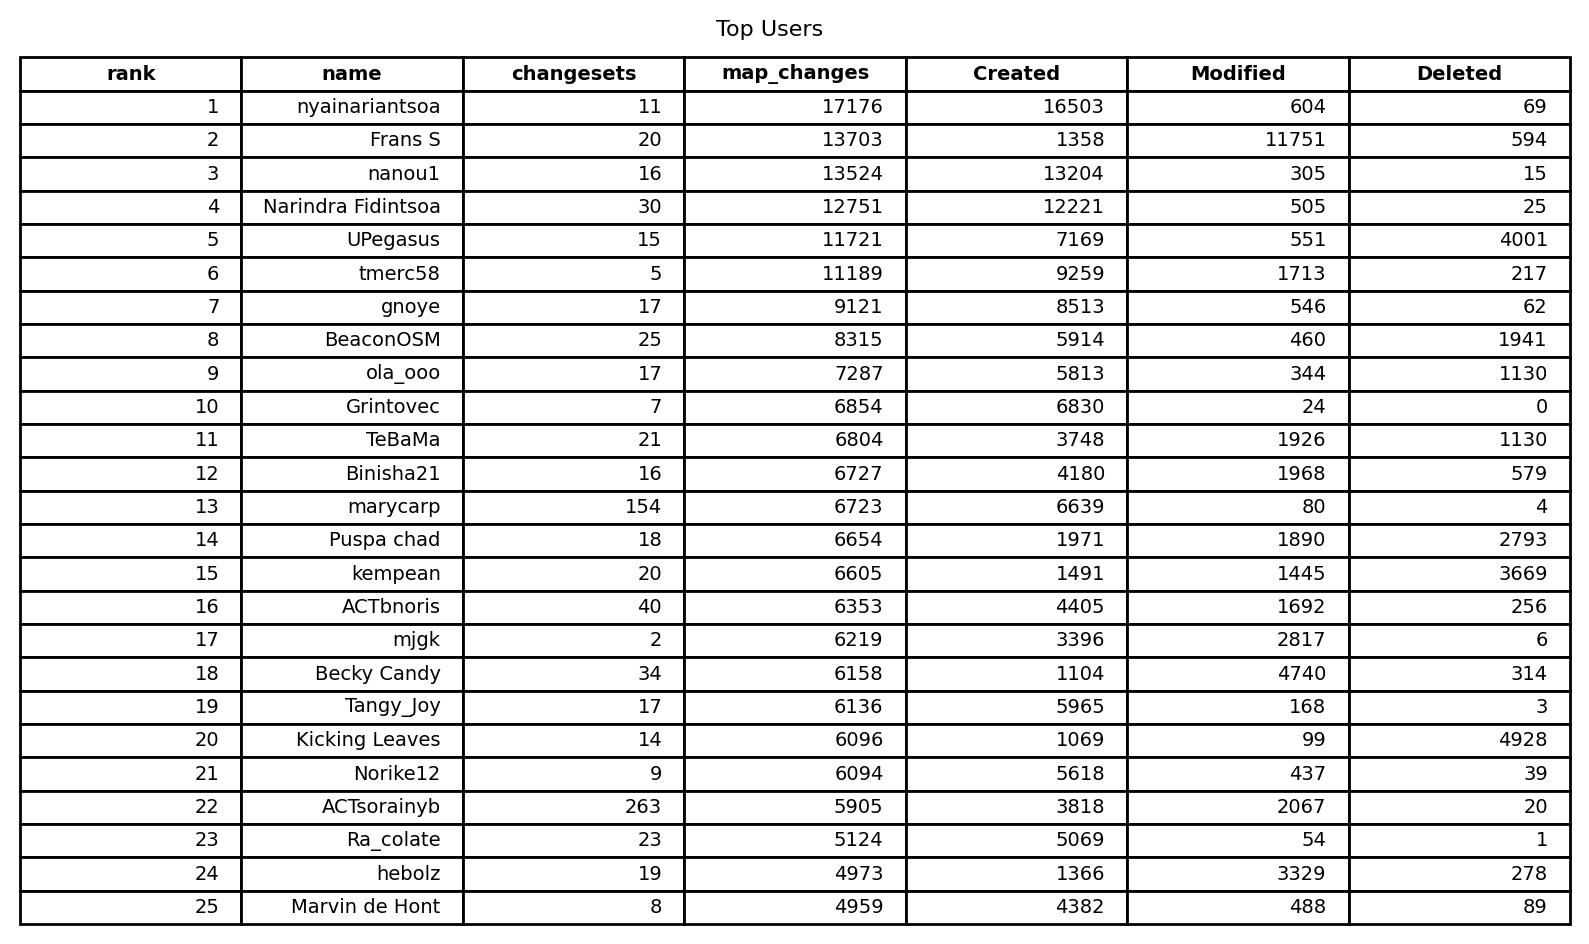 Top Users
rank name changesets map_changes Created Modified Deleted
1 nyainariantsoa 11 17176 16503 604 69
2 Frans S 20 13703 1358 11751 594
3 nanou1 16 13524 13204 305 15
4 Narindra Fidintsoa 30 12751 12221 505 25
5 UPegasus 15 11721 7169 551 4001
6 tmerc58 5 11189 9259 1713 217
7 gnoye 17 9121 8513 546 62
8 BeaconOSM 25 8315 5914 460 1941
9 ola_ooo 17 7287 5813 344 1130
10 Grintovec 7 6854 6830 24 0
11 TeBaMa 21 6804 3748 1926 1130
12 Binisha21 16 6727 4180 1968 579
13 marycarp 154 6723 6639 80 4
14 Puspa chad 18 6654 1971 1890 2793
15 kempean 20 6605 1491 1445 3669
16 ACTbnoris 40 6353 4405 1692 256
17 mjgk 2 6219 3396 2817 6
18 Becky Candy 34 6158 1104 4740 314
19 Tangy_Joy 17 6136 5965 168 3
20 Kicking Leaves 14 6096 1069 99 4928
21 Norike12 9 6094 5618 437 39
22 ACTsorainyb 263 5905 3818 2067 20
23 Ra_colate 23 5124 5069 54 1
24 hebolz 19 4973 1366 3329 278
25 Marvin de Hont 8 4959 4382 488 89